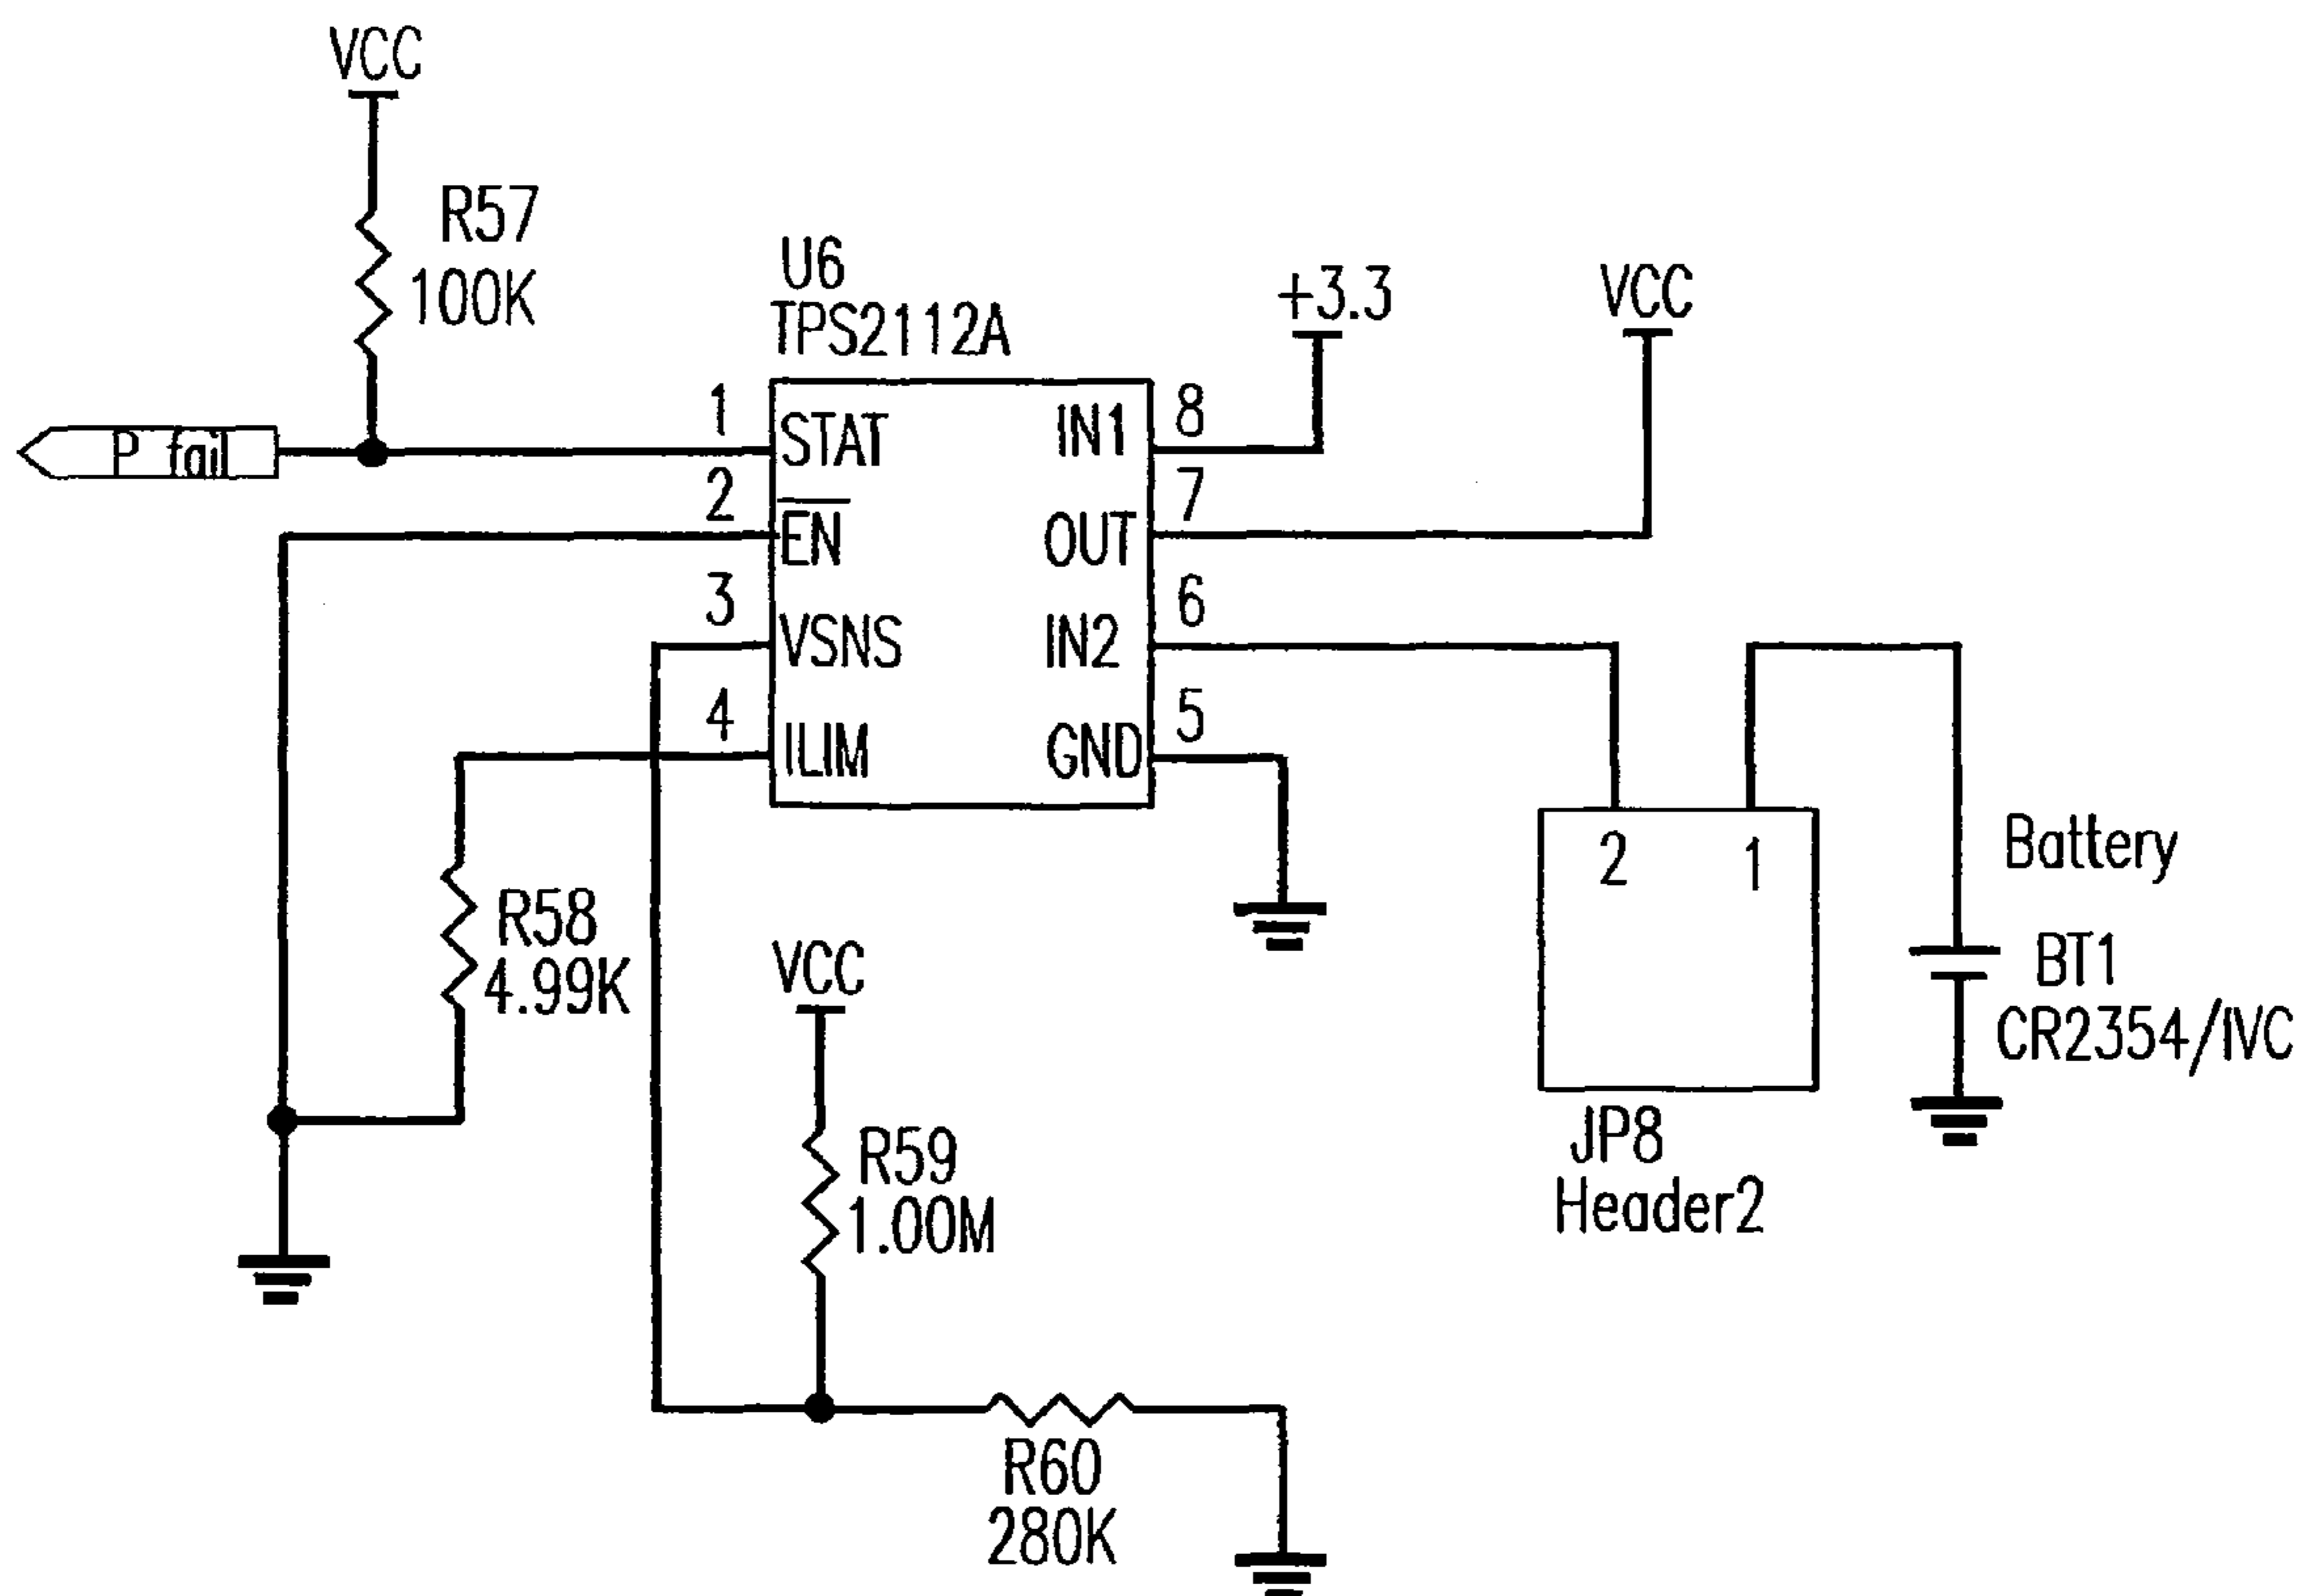 VCC
R57
100K
U6
TPS2112A
+3.3
VCC
P fail
1
STAT
IN1
8
2
EN
OUT
7
3
VSNS
IN2
6
4
ILIM
GND
5
R58
4.99K
2
1
Battery
BT1
CR2354/IVC
JP8
Header2
VCC
R59
1.00M
R60
280K